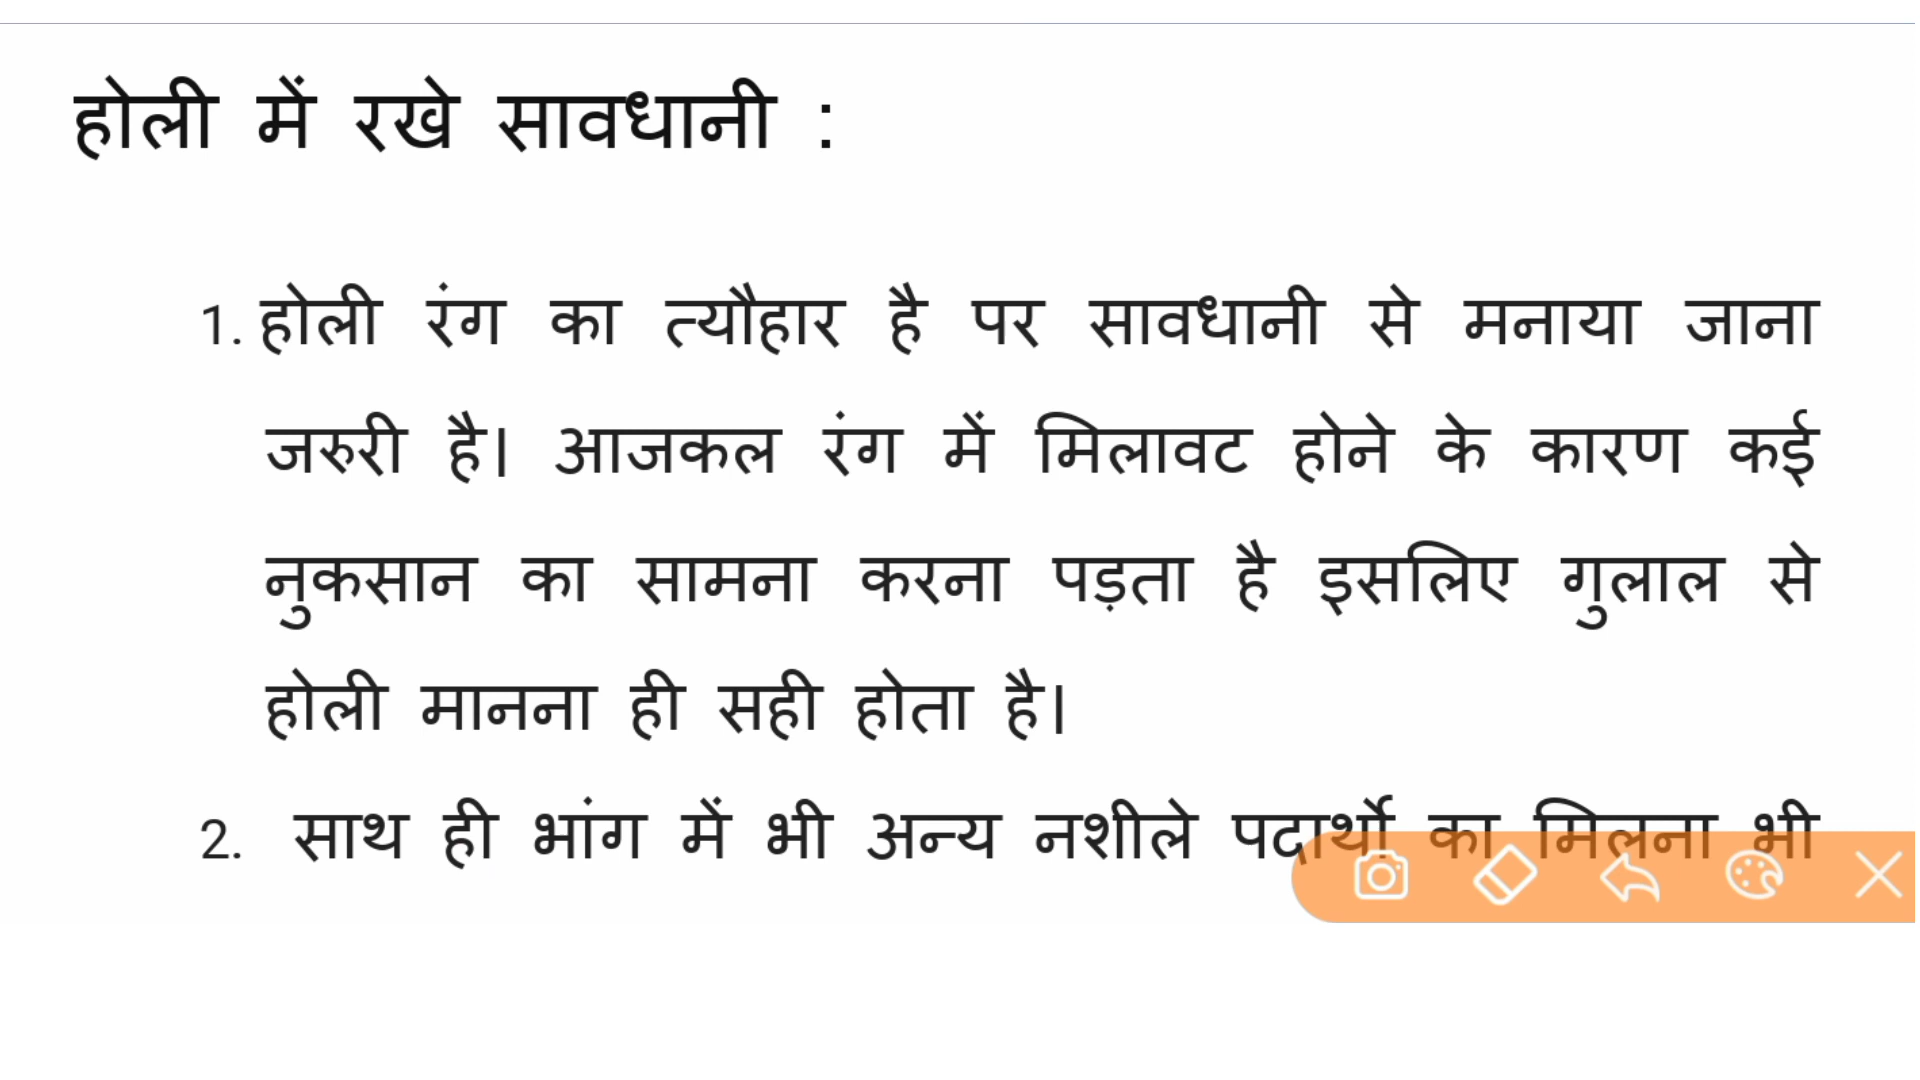 होली में रखे सावधानी :
1. होली रंग का त्यौहार है पर सावधानी से मनाया जाना
जरुरी है। आजकल रंग में मिलावट होने के कारण कई
नुकसान का सामना करना पड़ता है इसलिए गुलाल से
होली मानना ही सही होता है।
2. साथ ही भांग में भी अन्य नशीले पदार्थो का मिलना भी